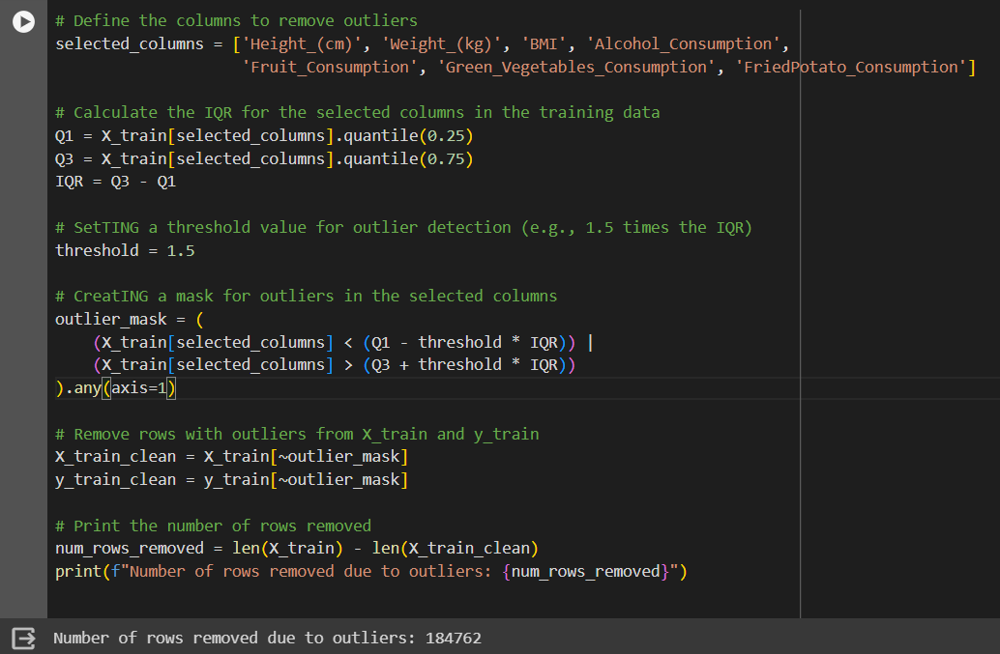 # Define the columns to remove outliers
selected_columns = ['Height_(cm)', 'Weight_(kg)', 'BMI', 'Alcohol_Consumption',
                    'Fruit_Consumption', 'Green_Vegetables_Consumption', 'FriedPotato_Consumption']
# Calculate the IQR for the selected columns in the training data
Q1 = X_train[selected_columns].quantile(0.25)
Q3 = X_train[selected_columns].quantile(0.75)
IQR = Q3 - Q1
# SetTING a threshold value for outlier detection (e.g., 1.5 times the IQR)
threshold = 1.5
# CreatING a mask for outliers in the selected columns
outlier_mask = (
    (X_train[selected_columns] < (Q1 - threshold * IQR)) |
    (X_train[selected_columns] > (Q3 + threshold * IQR))
).any(axis=1)
# Remove rows with outliers from X_train and y_train
X_train_clean = X_train[~outlier_mask]
y_train_clean = y_train[~outlier_mask]
# Print the number of rows removed
num_rows_removed = len(X_train) - len(X_train_clean)
print(f"Number of rows removed due to outliers: {num_rows_removed}")
Number of rows removed due to outliers: 184762